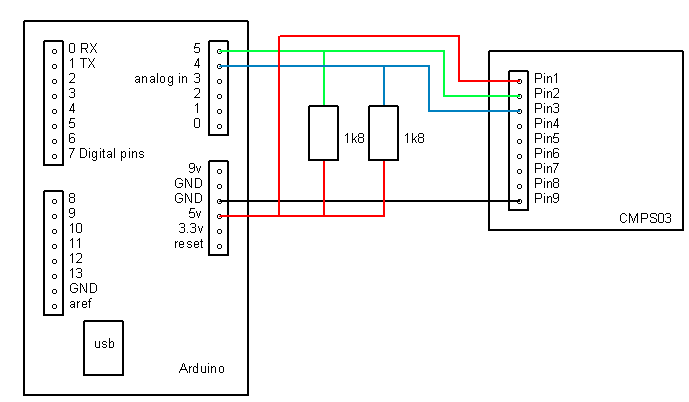 0 RX
1 TX
2
3
4
5
6
7 Digital pins
5
4
analog in 3
2
1
0
9v
GND
GND
5v
3.3v
reset
8
9
10
11
12
13
GND
aref
usb
Arduino
1k8
1k8
Pin1
Pin2
Pin3
Pin4
Pin5
Pin6
Pin7
Pin8
Pin9
CMPS03